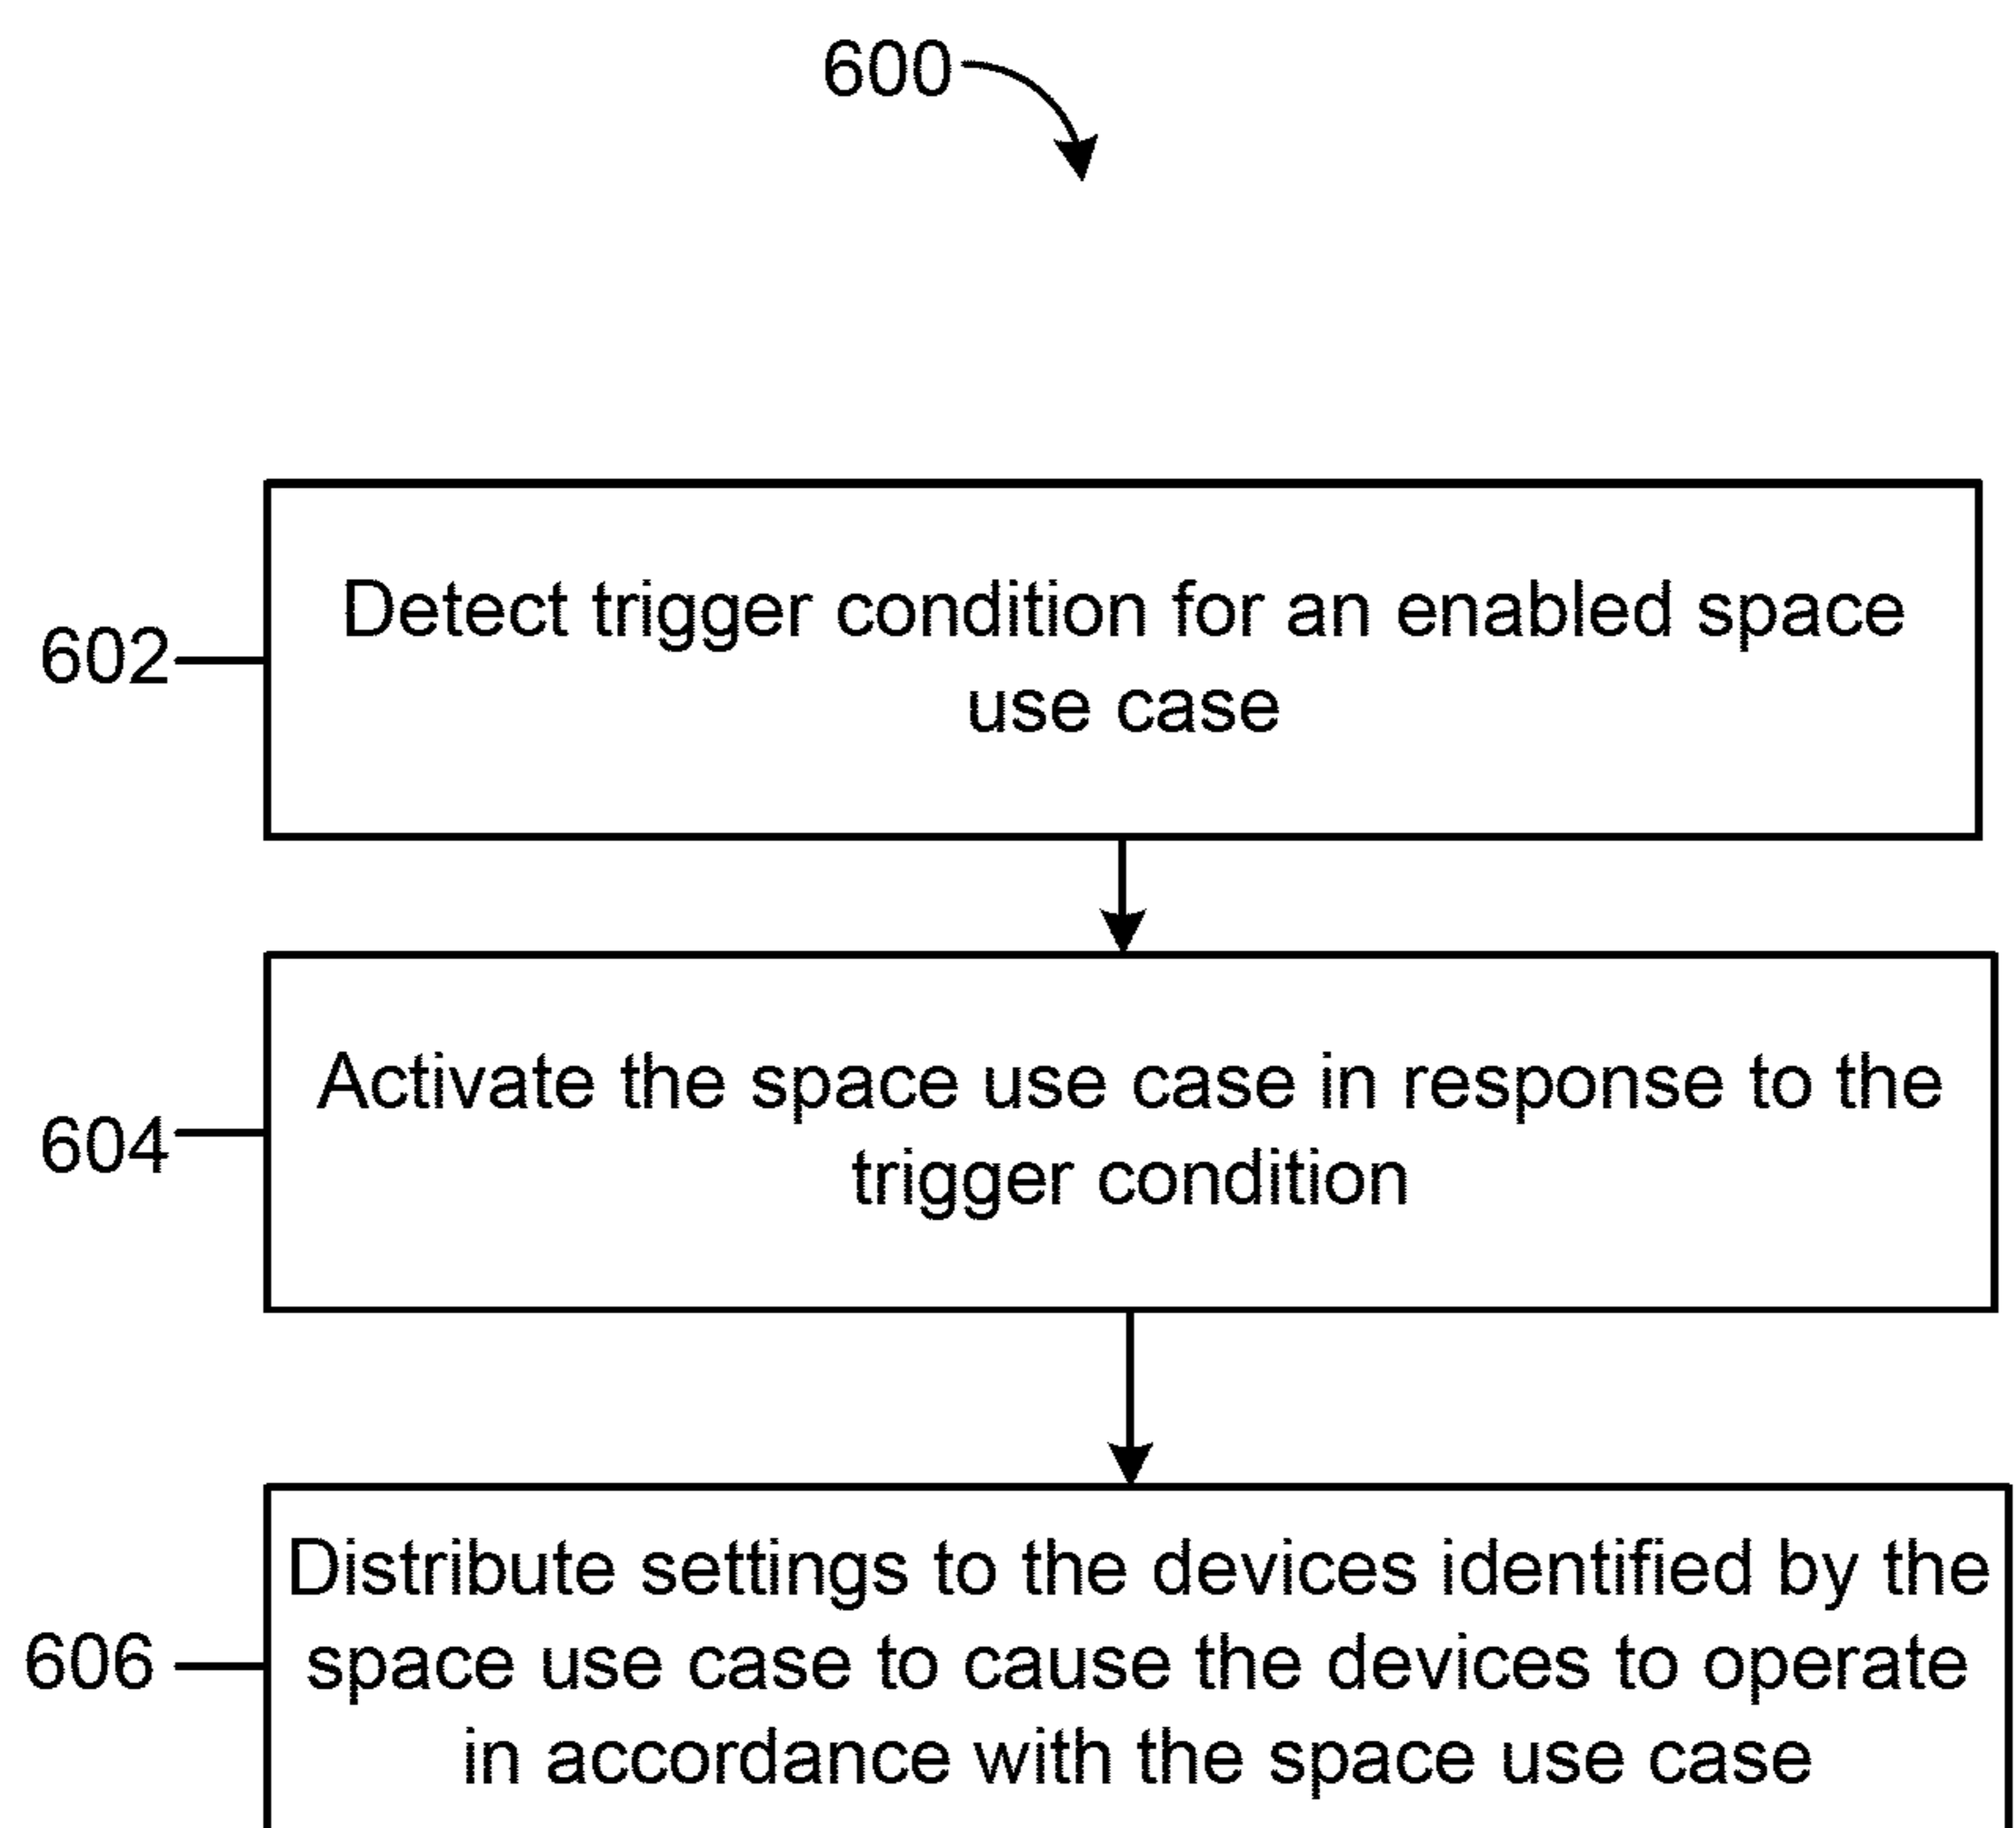 600
602
Detect trigger condition for an enabled space
use case
604
Activate the space use case in response to the
trigger condition
606
Distribute settings to the devices identified by the
space use case to cause the devices to operate
in accordance with the space use case